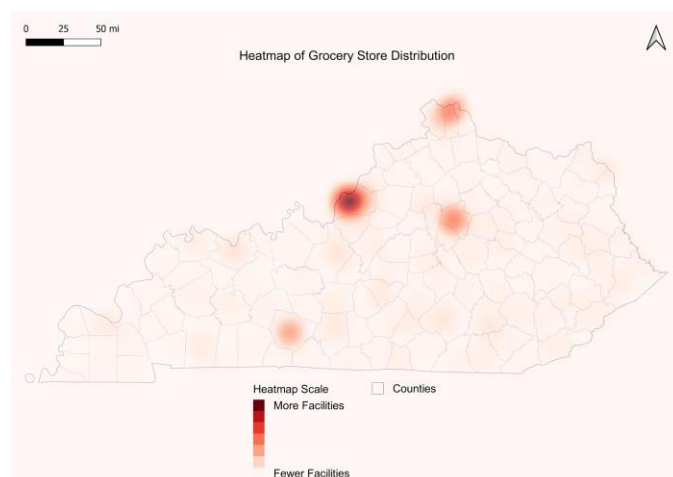 0 25 50 mi
Heatmap of Grocery Store Distribution
Heatmap Scale
More Facilities
Fewer Facilities
Counties